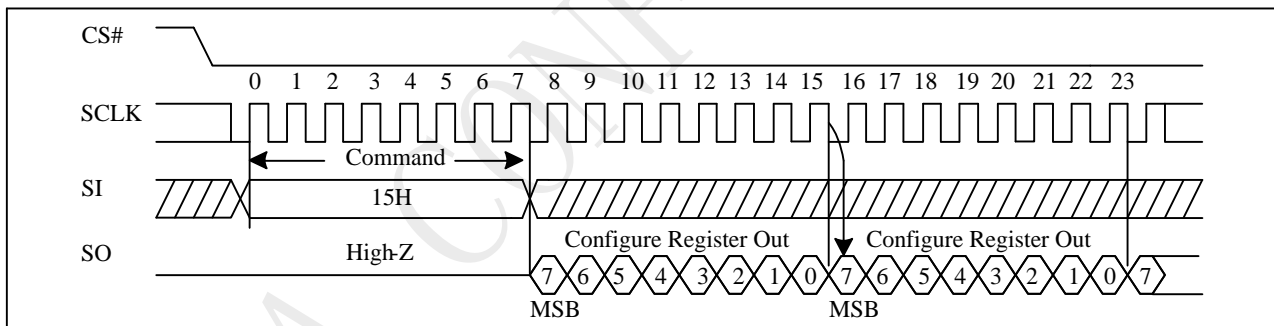 CS#
0 1 2 3 4 5 6 7 8 9 10 11 12 13 14 15 16 17 18 19 20 21 22 23
SCLK
Command
SI
15H
SO
High-Z
Configure Register Out
Configure Register Out
7 6 5 4 3 2 1 0 7 6 5 4 3 2 1 0 7
MSB
MSB